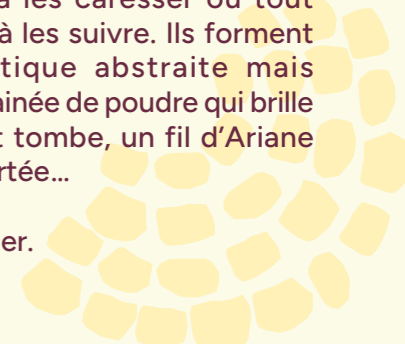 à les caresser ou tout
à les suivre. Ils forment
tique abstraite mais
aînée de poudre qui brille
t tombe, un fil d’Ariane
rtée…
er.